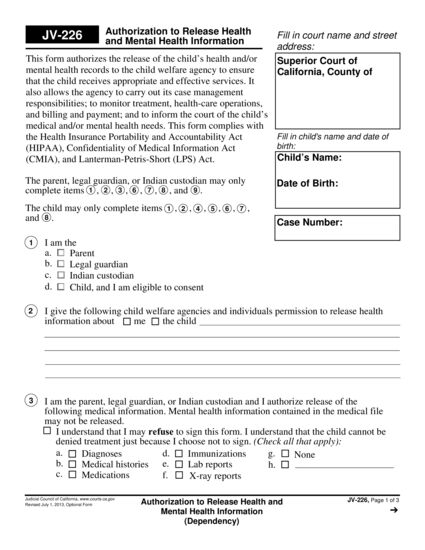 JV-226
Authorization to Release Health
and Mental Health Information
Fill in court name and street
address:
Superior Court of
California, County of
This form authorizes the release of the child's health and/or
mental health records to the child welfare agency to ensure
that the child receives appropriate and effective services. It
also allows the agency to carry out its case management
responsibilities; to monitor treatment, health-care operations,
and billing and payment; and to inform the court of the child's
medical and/or mental health needs. This form complies with
the Health Insurance Portability and Accountability Act
(HIPAA), Confidentiality of Medical Information Act
(CMIA), and Lanterman-Petris-Short (LPS) Act.
Fill in child's name and date of
birth:
Child's Name:
Date of Birth:
Case Number:
The parent, legal guardian, or Indian custodian may only
complete items ①, ②, ③, ⑥, ⑦, ⑧, and ⑨.
The child may only complete items ①, ②, ④, ⑤, ⑥, ⑦,
and ⑧.
① I am the
a. ☐ Parent
b. ☐ Legal guardian
c. ☐ Indian custodian
d. ☐ Child, and I am eligible to consent
② I give the following child welfare agencies and individuals permission to release health
information about ☐ me ☐ the child
③ I am the parent, legal guardian, or Indian custodian and I authorize release of the
following medical information. Mental health information contained in the medical file
may not be released.
☐ I understand that I may refuse to sign this form. I understand that the child cannot be
denied treatment just because I choose not to sign. (Check all that apply):
a. ☐ Diagnoses
b. ☐ Medical histories
c. ☐ Medications
d. ☐ Immunizations
e. ☐ Lab reports
f. ☐ X-ray reports
g. ☐ None
h. ☐
Judicial Council of California, www.courts.ca.gov
Revised July 1, 2013, Optional Form
Authorization to Release Health and
Mental Health Information
(Dependency)
JV-226, Page 1 of 3
➔